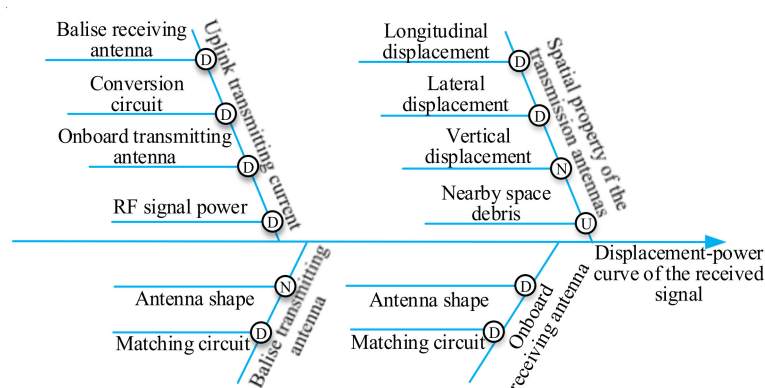 Balise receiving
antenna
D
Conversion
circuit
D
Onboard transmitting
antenna
D
RF signal power
D
Uplink transmitting current
Longitudinal
displacement
D
Lateral
displacement
D
Vertical
displacement
N
Nearby space
debris
U
Spatial property of the
transmission antennas
Displacement-power
curve of the received
signal
Antenna shape
N
Matching circuit
D
Balise transmitting
antenna
Antenna shape
D
Matching circuit
D
Onboard
receiving antenna